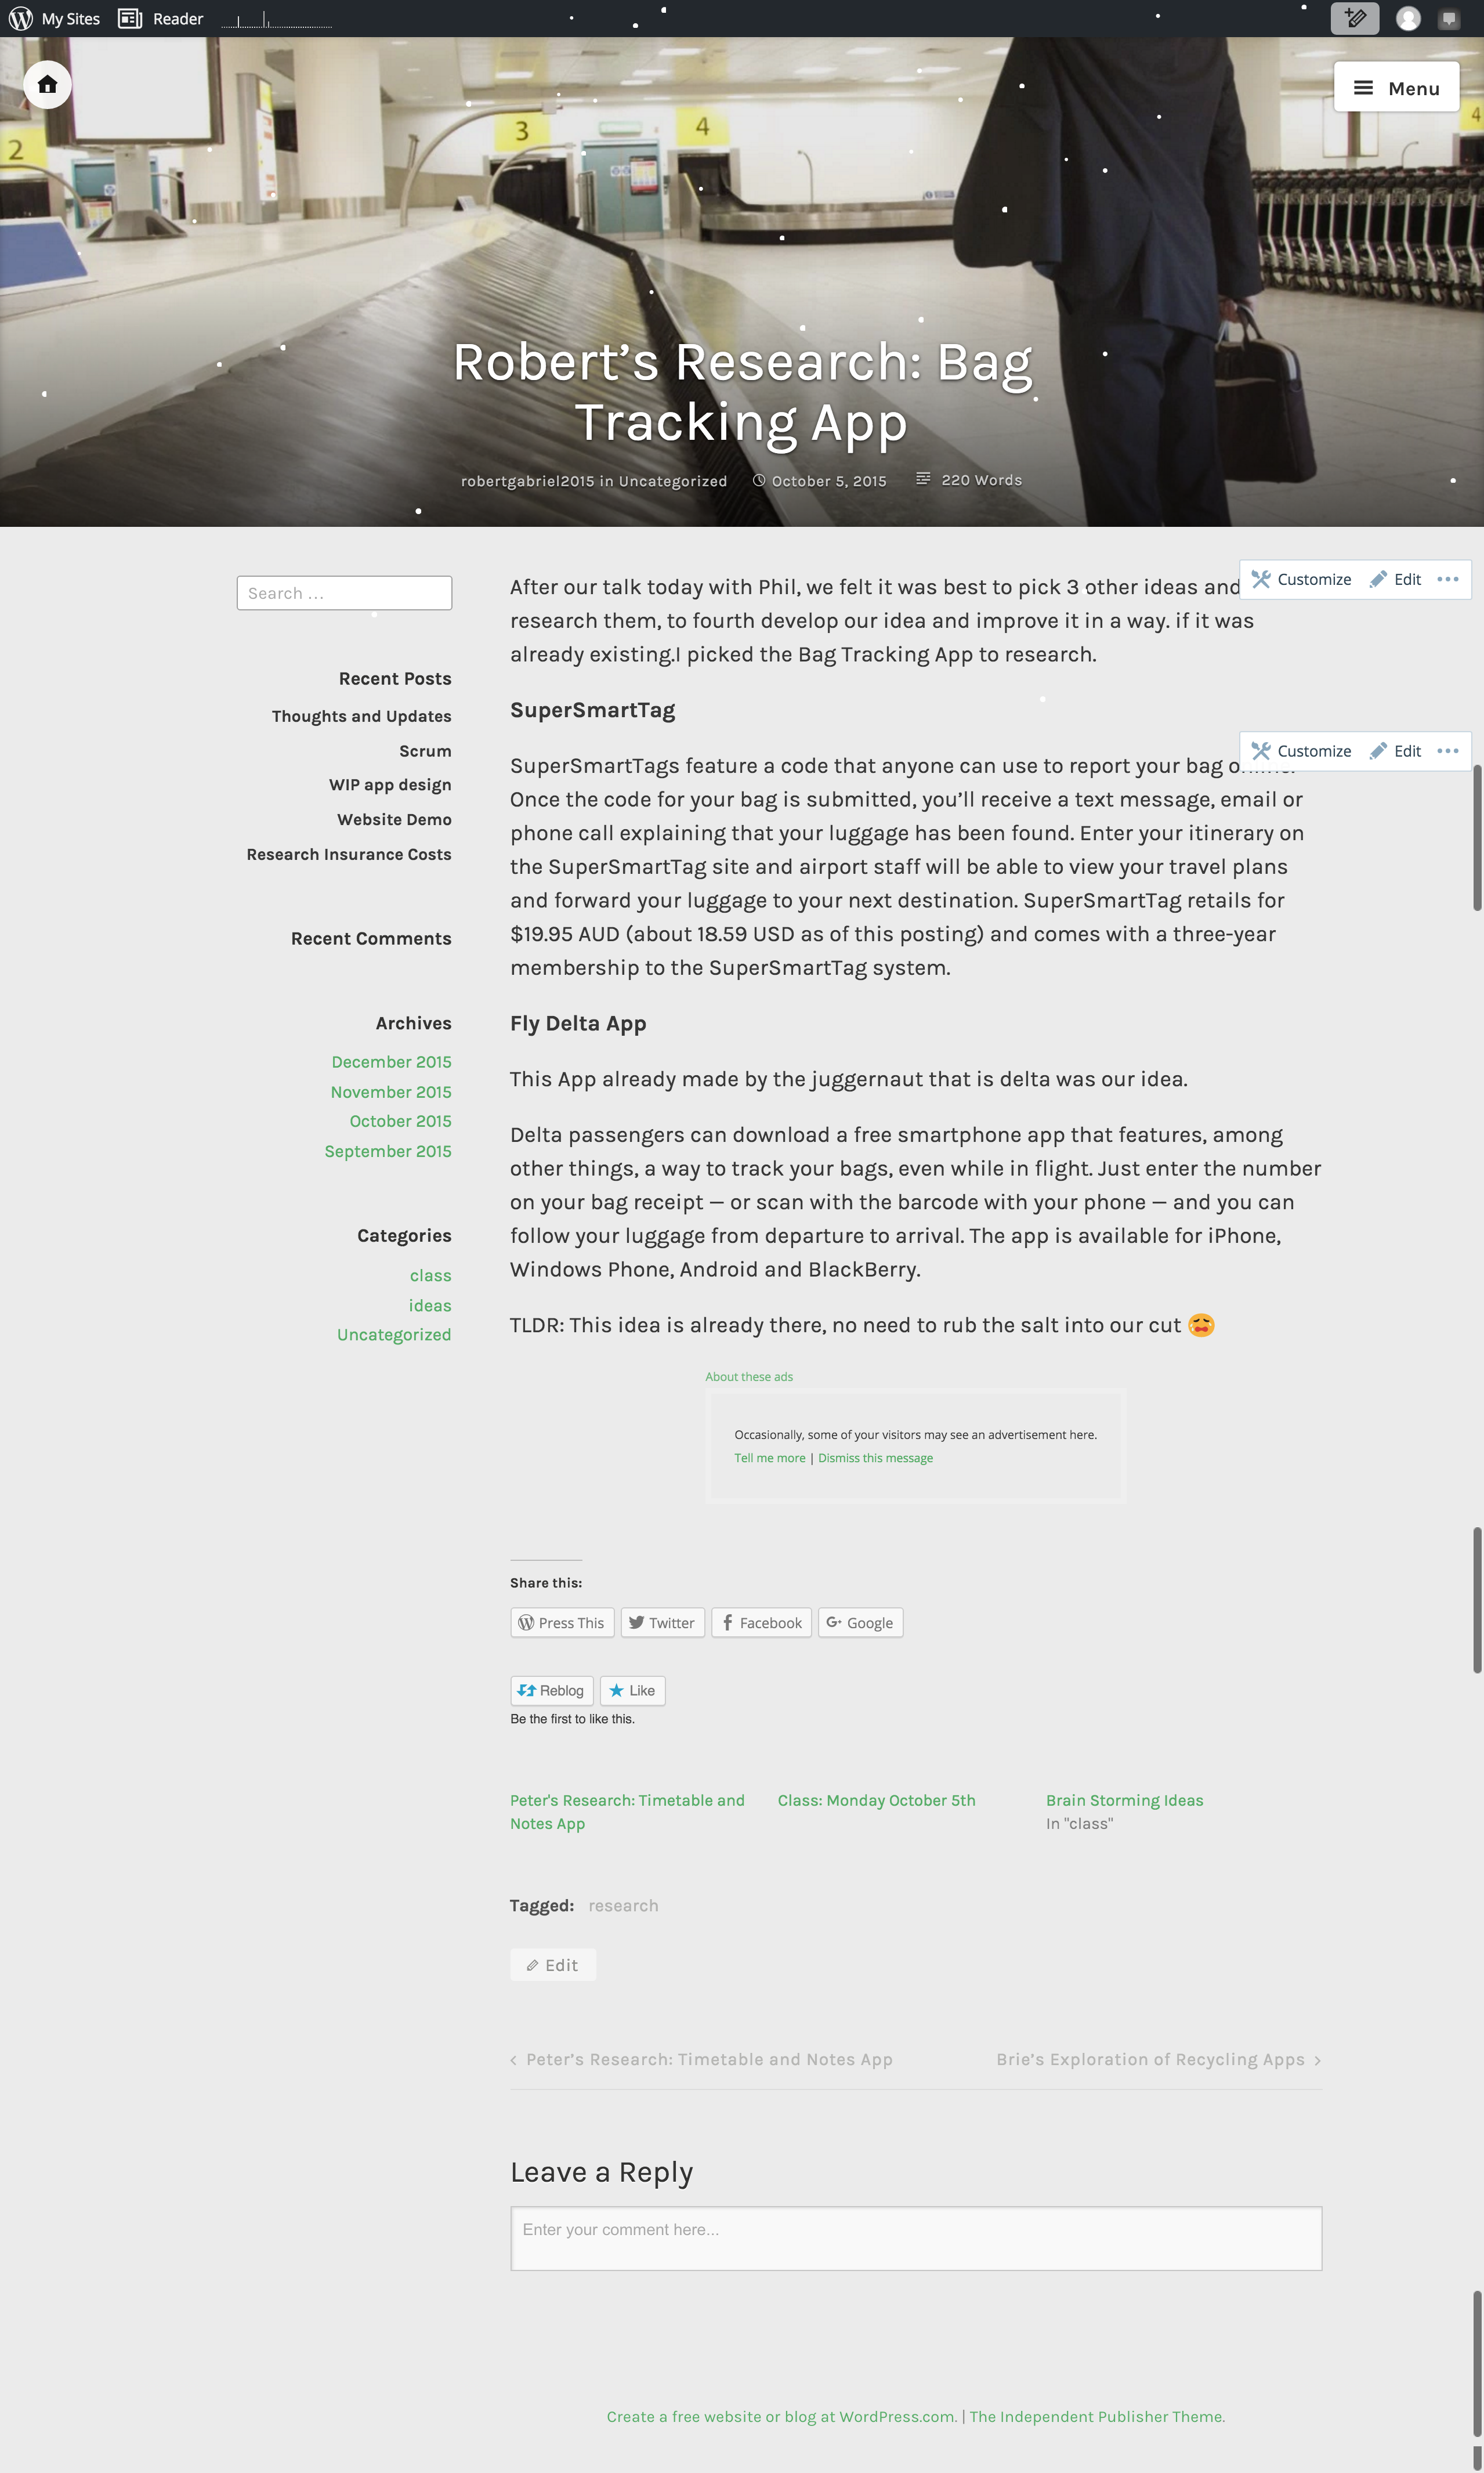 My Sites
Reader
Menu
2
3
4
4
Robert’s Research: Bag
Tracking App
robertgabriel2015 in Uncategorized
October 5, 2015
220 Words
Search …
Recent Posts
Thoughts and Updates
Scrum
WIP app design
Website Demo
Research Insurance Costs
Recent Comments
Archives
December 2015
November 2015
October 2015
September 2015
Categories
class
ideas
Uncategorized
Customize Edit
After our talk today with Phil, we felt it was best to pick 3 other ideas and
research them, to fourth develop our idea and improve it in a way. if it was
already existing.I picked the Bag Tracking App to research.
SuperSmartTag
Customize Edit
SuperSmartTags feature a code that anyone can use to report your bag
Once the code for your bag is submitted, you’ll receive a text message, email or
phone call explaining that your luggage has been found. Enter your itinerary on
the SuperSmartTag site and airport staff will be able to view your travel plans
and forward your luggage to your next destination. SuperSmartTag retails for
$19.95 AUD (about 18.59 USD as of this posting) and comes with a three-year
membership to the SuperSmartTag system.
Fly Delta App
This App already made by the juggernaut that is delta was our idea.
Delta passengers can download a free smartphone app that features, among
other things, a way to track your bags, even while in flight. Just enter the number
on your bag receipt — or scan with the barcode with your phone — and you can
follow your luggage from departure to arrival. The app is available for iPhone,
Windows Phone, Android and BlackBerry.
TLDR: This idea is already there, no need to rub the salt into our cut 😩
About these ads
Occasionally, some of your visitors may see an advertisement here.
Tell me more | Dismiss this message
Share this:
Press This Twitter Facebook Google
Reblog Like
Be the first to like this.
Peter's Research: Timetable and
Notes App
Class: Monday October 5th
Brain Storming Ideas
In "class"
Tagged: research
Edit
‹ Peter’s Research: Timetable and Notes App
Brie’s Exploration of Recycling Apps ›
Leave a Reply
Enter your comment here...
Create a free website or blog at WordPress.com. | The Independent Publisher Theme.